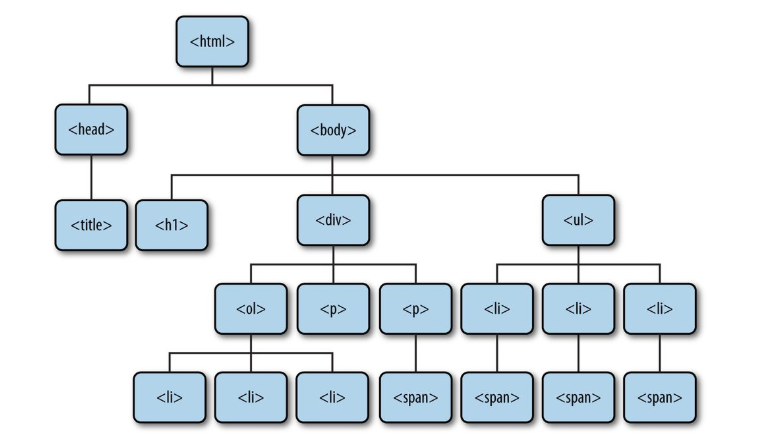 <html>
<head> <body>
<title> <h1> <div> <ul>
<ol> <p> <p> <li> <li> <li>
<li> <li> <li> <span> <span> <span> <span>